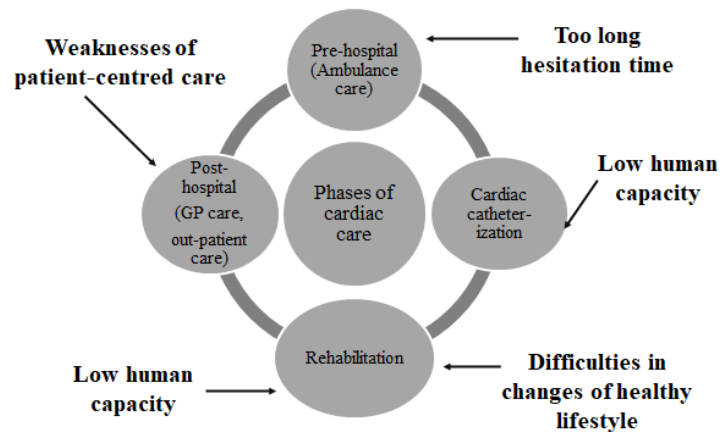 Weaknesses of
patient-centred care
Pre-hospital
(Ambulance
care)
Too long
hesitation time
Post-
hospital
(GP care,
out-patient
care)
Phases of
cardiac
care
Cardiac
catheter-
ization
Low human
capacity
Rehabilitation
Low human
capacity
Difficulties in
changes of healthy
lifestyle